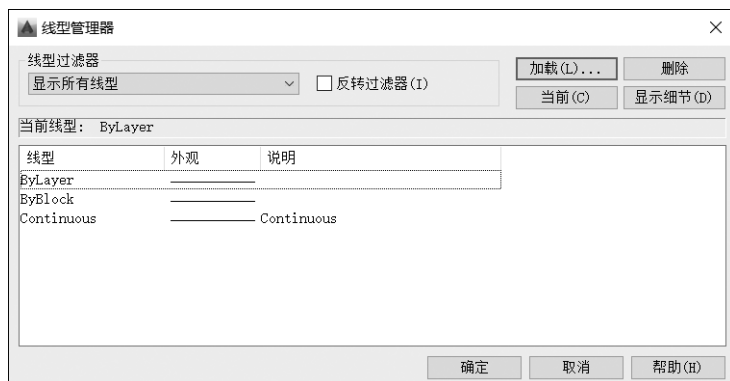 线型管理器
线型过滤器
显示所有线型
反转过滤器(I)
加载(L)...
删除
当前(C)
显示细节(D)
当前线型: ByLayer
线型 外观 说明
ByLayer
ByBlock
Continuous Continuous
确定 取消 帮助(H)